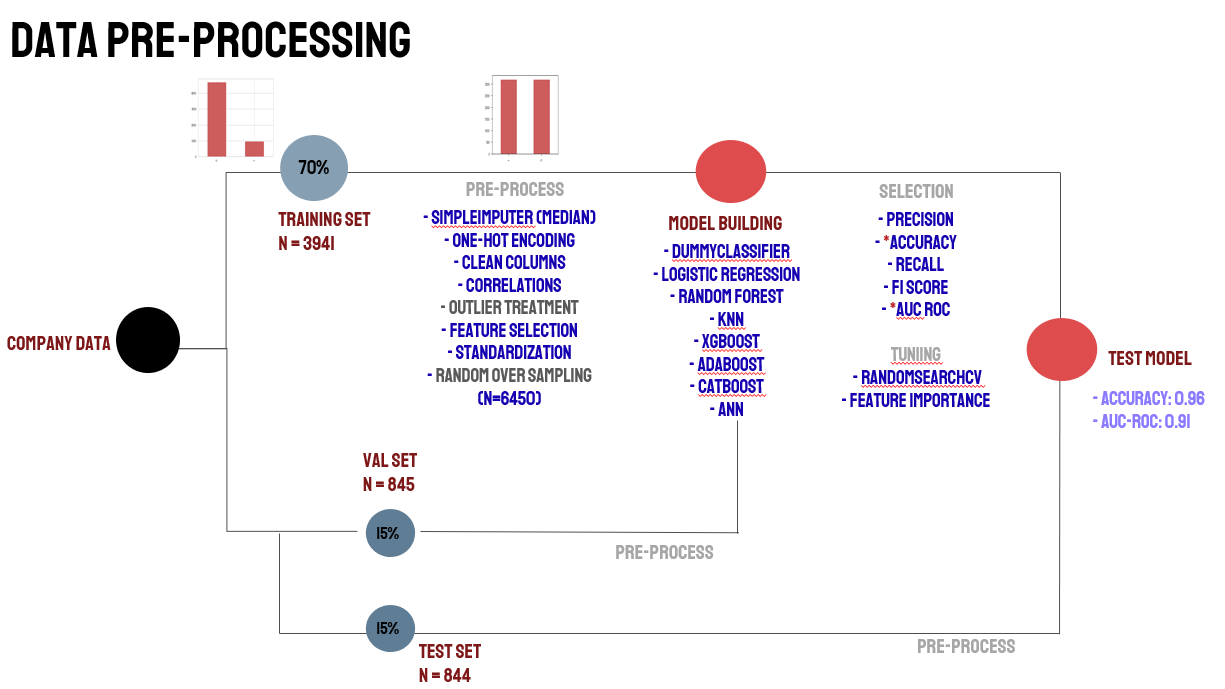 DATA PRE-PROCESSING
70%
TRAINING SET
N = 3941
PRE-PROCESS
- SIMPLEIMPUTER (MEDIAN)
- ONE-HOT ENCODING
- CLEAN COLUMNS
- CORRELATIONS
- OUTLIER TREATMENT
- FEATURE SELECTION
- STANDARDIZATION
- RANDOM OVER SAMPLING
(N=6450)
MODEL BUILDING
- DUMMYCLASSIFIER
- LOGISTIC REGRESSION
- RANDOM FOREST
- KNN
- XGBOOST
- ADABOOST
- CATBOOST
- ANN
SELECTION
- PRECISION
- *ACCURACY
- RECALL
- F1 SCORE
- *AUC ROC
TUNIING
- RANDOMSEARCHCV
- FEATURE IMPORTANCE
COMPANY DATA
TEST MODEL
- ACCURACY: 0.96
- AUC-ROC: 0.91
VAL SET
N = 845
15%
PRE-PROCESS
15%
TEST SET
N = 844
PRE-PROCESS